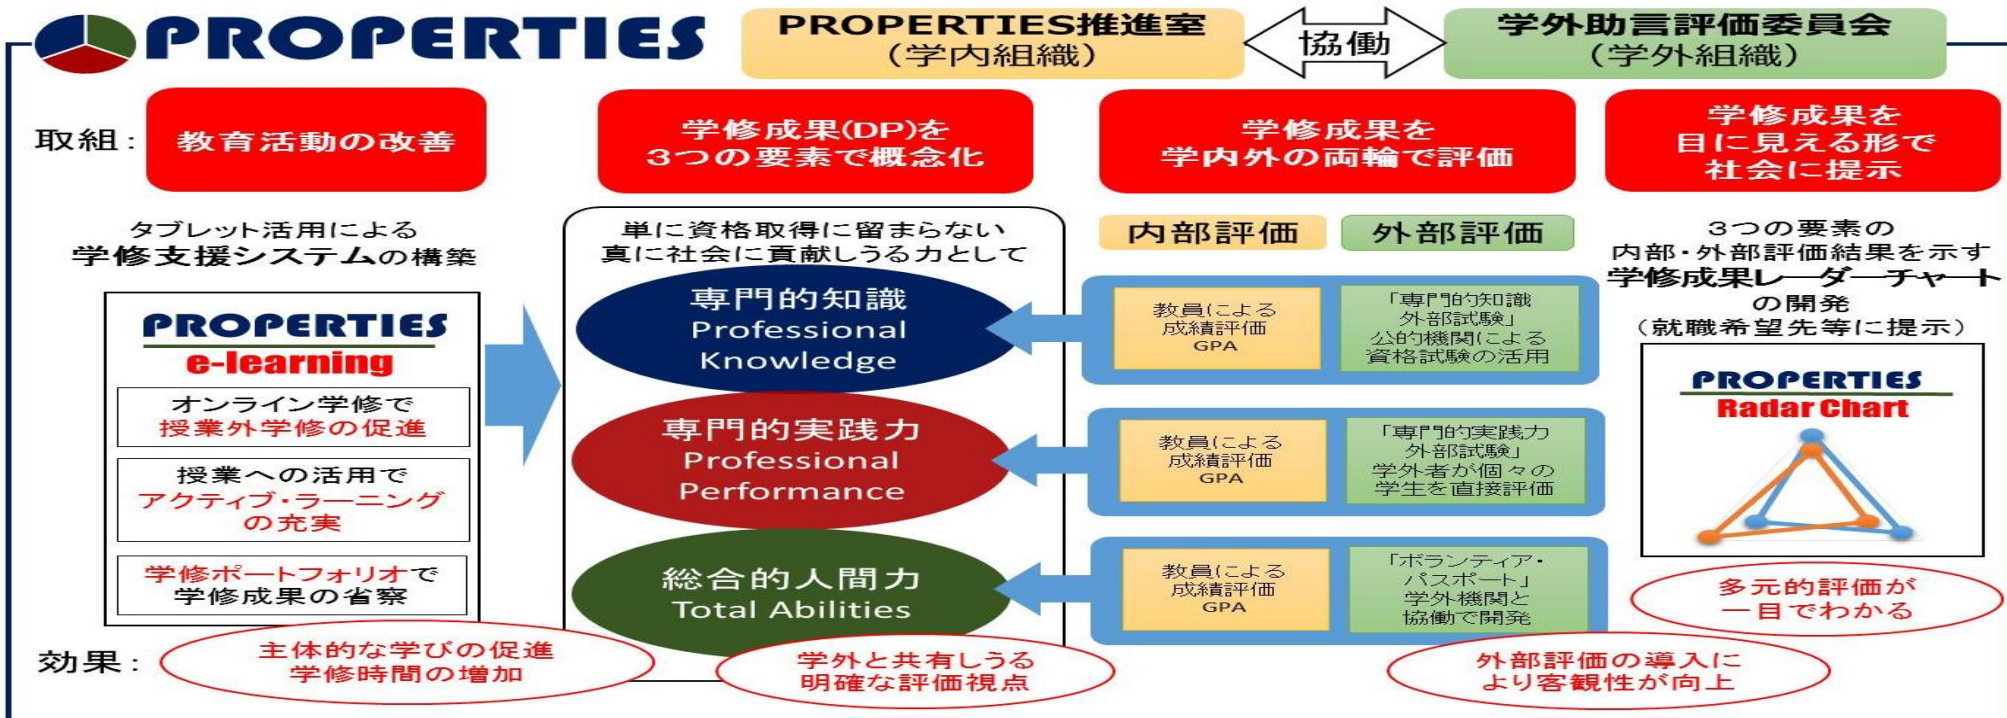 PROPERTIES
PROPERTIES推進室
(学内組織)
協働
学外助言評価委員会
(学外組織)
取組:
教育活動の改善
学修成果(DP)を
3つの要素で概念化
学修成果を
学内外の両輪で評価
学修成果を
目に見える形で
社会に提示
タブレット活用による
学修支援システムの構築
PROPERTIES
e-learning
オンライン学修で
授業外学修の促進
授業への活用で
アクティブ・ラーニング
の充実
学修ポートフォリオで
学修成果の省察
単に資格取得に留まらない
真に社会に貢献しうる力として
専門的知識
Professional
Knowledge
専門的実践力
Professional
Performance
総合的人間力
Total Abilities
内部評価
外部評価
教員による
成績評価
GPA
「専門的知識
外部試験」
公的機関による
資格試験の活用
教員による
成績評価
GPA
「専門的実践力
外部試験」
学外者が個々の
学生を直接評価
教員による
成績評価
GPA
「ボランティア・
パスポート」
学外機関と
協働で開発
3つの要素の
内部・外部評価結果を示す
学修成果レーダーチャート
の開発
(就職希望先等に提示)
PROPERTIES
Radar Chart
効果:
主体的な学びの促進
学修時間の増加
学外と共有しうる
明確な評価視点
外部評価の導入に
より客観性が向上
多元的評価が
一目でわかる